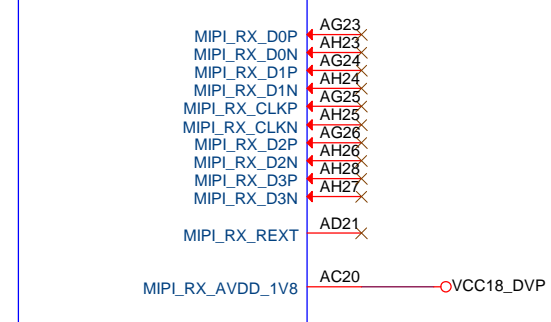 MIPI_RX_D0P AG23
MIPI_RX_D0N AH23
MIPI_RX_D1P AG24
MIPI_RX_D1N AH24
MIPI_RX_CLKP AG25
MIPI_RX_CLKN AH25
MIPI_RX_D2P AG26
MIPI_RX_D2N AH26
MIPI_RX_D3P AH28
MIPI_RX_D3N AH27
MIPI_RX_REXT AD21
MIPI_RX_AVDD_1V8 AC20 VCC18_DVP